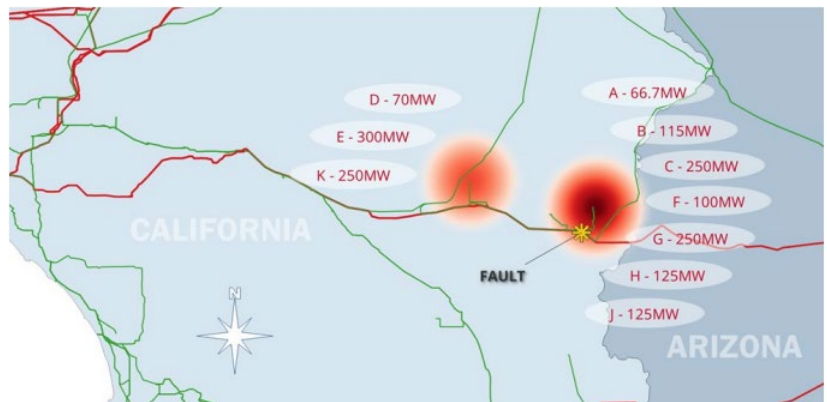 D - 70MW
E - 300MW
K - 250MW
A - 66.7MW
B - 115MW
C - 250MW
F - 100MW
G - 250MW
H - 125MW
J - 125MW
CALIFORNIA
FAULT
N
ARIZONA